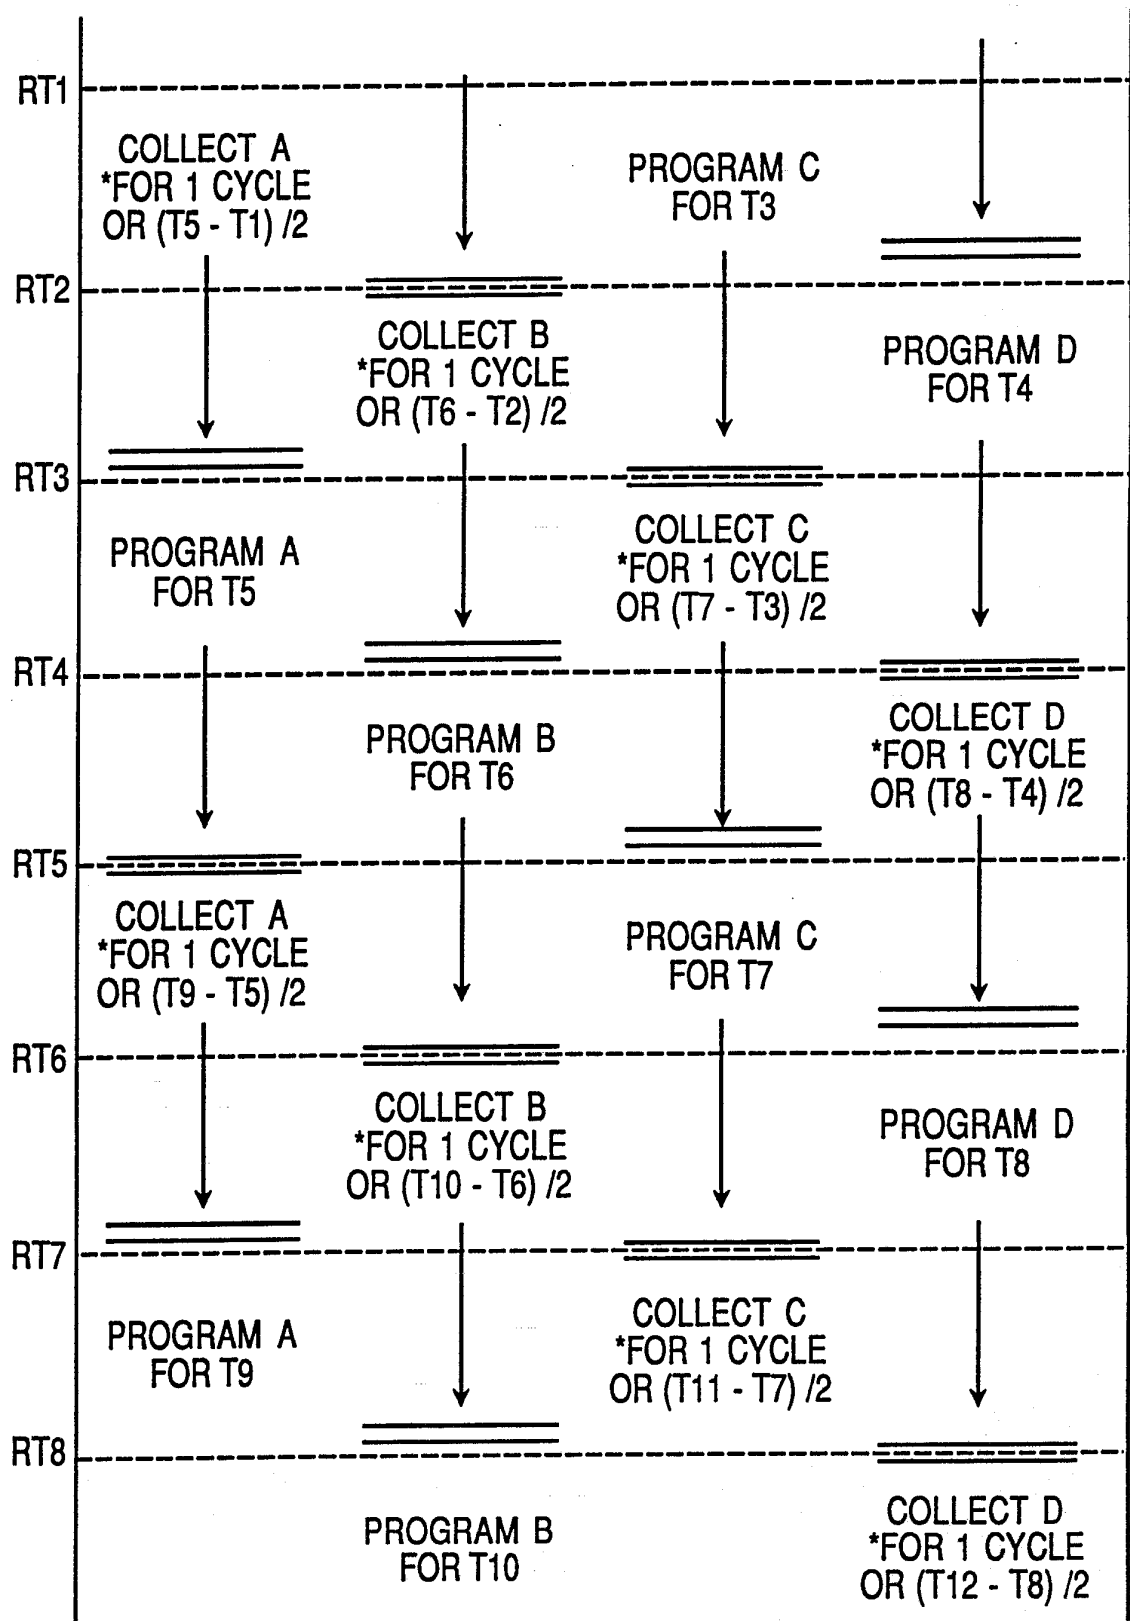 RT1
COLLECT A
*FOR 1 CYCLE
OR (T5 - T1) /2
PROGRAM C
FOR T3
RT2
COLLECT B
*FOR 1 CYCLE
OR (T6 - T2) /2
PROGRAM D
FOR T4
RT3
PROGRAM A
FOR T5
COLLECT C
*FOR 1 CYCLE
OR (T7 - T3) /2
RT4
PROGRAM B
FOR T6
COLLECT D
*FOR 1 CYCLE
OR (T8 - T4) /2
RT5
COLLECT A
*FOR 1 CYCLE
OR (T9 - T5) /2
PROGRAM C
FOR T7
RT6
COLLECT B
*FOR 1 CYCLE
OR (T10 - T6) /2
PROGRAM D
FOR T8
RT7
PROGRAM A
FOR T9
COLLECT C
*FOR 1 CYCLE
OR (T11 - T7) /2
RT8
PROGRAM B
FOR T10
COLLECT D
*FOR 1 CYCLE
OR (T12 - T8) /2